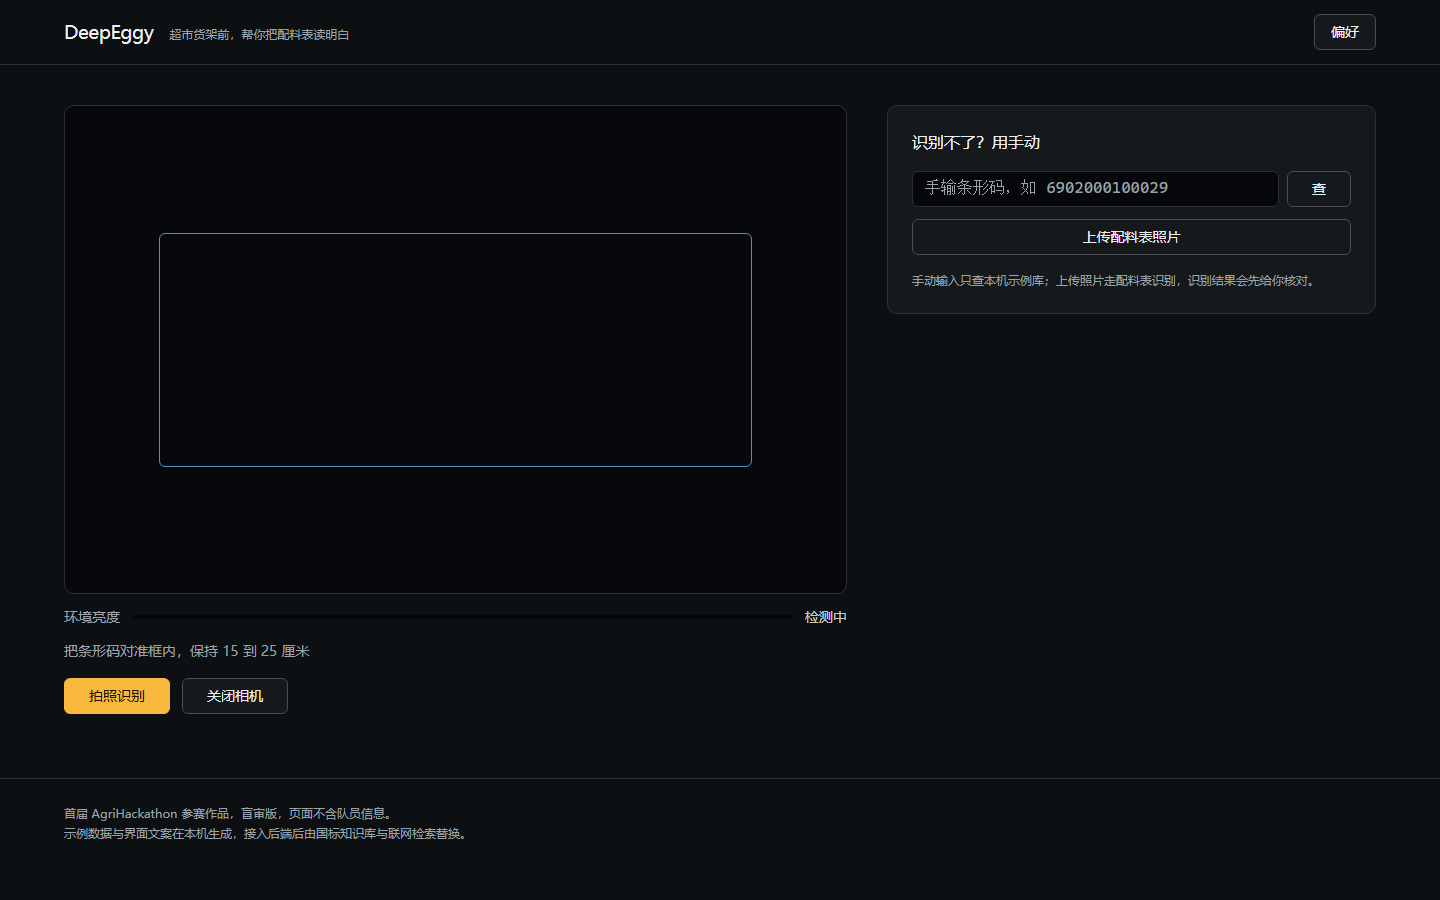 DeepEggy 超市货架前，帮你把配料表读明白
偏好
识别不了？用手动
手输条形码，如 6902000100029
查
上传配料表照片
手动输入只查本机示例库；上传照片走配料表识别，识别结果会先给你核对。
环境亮度
检测中
把条形码对准框内，保持 15 到 25 厘米
拍照识别
关闭相机
首届 AgriHackathon 参赛作品，盲审版，页面不含队员信息。
示例数据与界面文案在本机生成，接入后端后由国标知识库与联网检索替换。